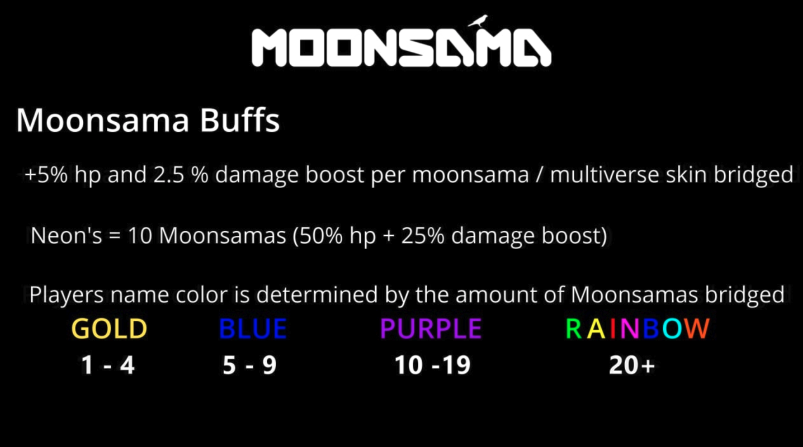 MOONSAMA
Moonsama Buffs
+5% hp and 2.5 % damage boost per moonsama / multiverse skin bridged
Neon's = 10 Moonsamas (50% hp + 25% damage boost)
Players name color is determined by the amount of Moonsamas bridged
GOLD BLUE PURPLE RAINBOW
1 - 4 5 - 9 10 -19 20+